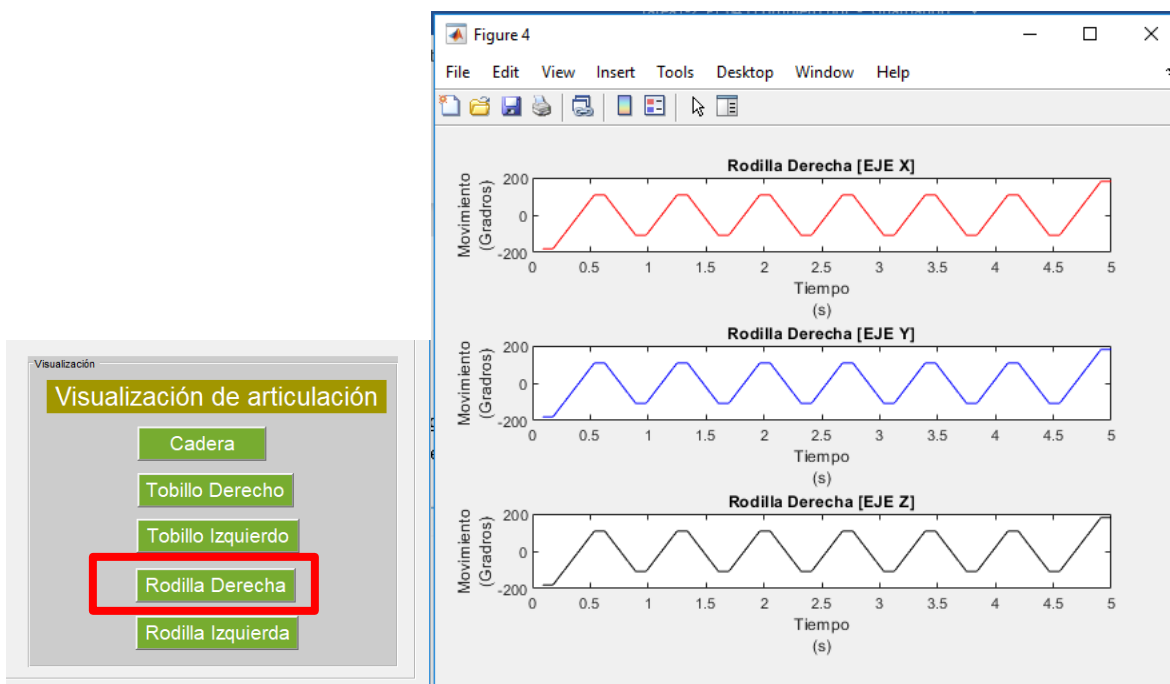 Visualización
Visualización de articulación
Cadera
Tobillo Derecho
Tobillo Izquierdo
Rodilla Derecha
Rodilla Izquierda
Figure 4
File Edit View Insert Tools Desktop Window Help
Rodilla Derecha [EJE X]
Movimiento
(Gradros)
200
0
-200
0 0.5 1 1.5 2 2.5 3 3.5 4 4.5 5
Tiempo
(s)
Rodilla Derecha [EJE Y]
Movimiento
(Gradros)
200
0
-200
0 0.5 1 1.5 2 2.5 3 3.5 4 4.5 5
Tiempo
(s)
Rodilla Derecha [EJE Z]
Movimiento
(Gradros)
200
0
-200
0 0.5 1 1.5 2 2.5 3 3.5 4 4.5 5
Tiempo
(s)